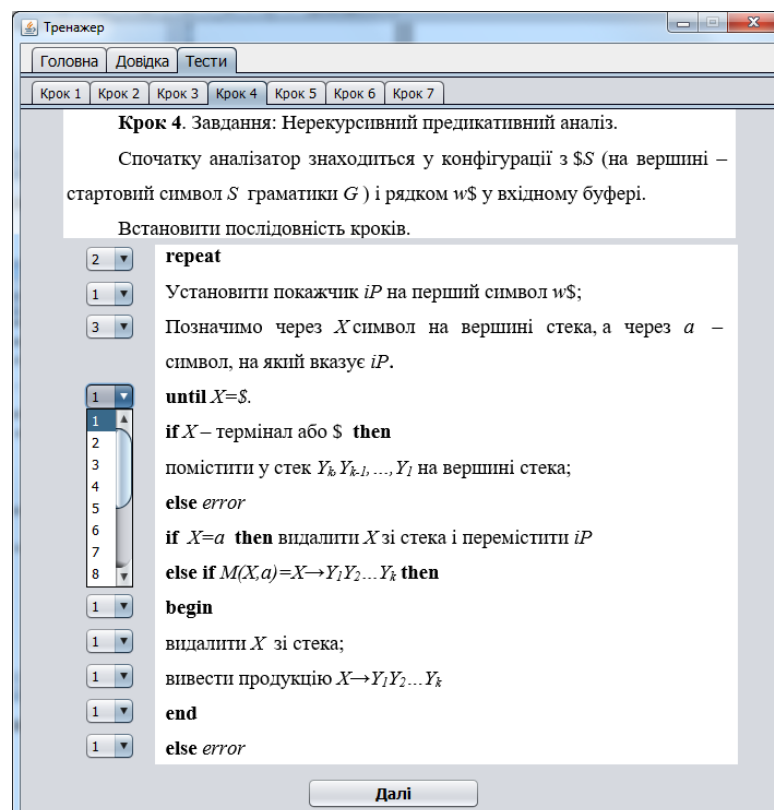 Тренажер
Головна Довідка Тести
Крок 1 Крок 2 Крок 3 Крок 4 Крок 5 Крок 6 Крок 7
Крок 4. Завдання: Нерекурсивний предикативний аналіз.
Спочатку аналізатор знаходиться у конфігурації з $S (на вершині –
стартовий символ S граматики G ) і рядком w$ у вхідному буфері.
Встановити послідовність кроків.
2 repeat
1 Установити покажчик iP на перший символ w$;
3 Позначимо через X символ на вершині стека, а через a –
символ, на який вказує iP.
1 until X=$.
1
2
3
4
5
6
7
8
if X – термінал або $ then
помістити у стек Yk,Yk-1,...,Y1 на вершині стека;
else error
if X=a then видалити X зі стека і перемістити iP
else if M(X,a)=X→Y1Y2...Yk then
1 begin
1 видалити X зі стека;
1 вивести продукцію X→Y1Y2...Yk
1 end
1 else error
Далі